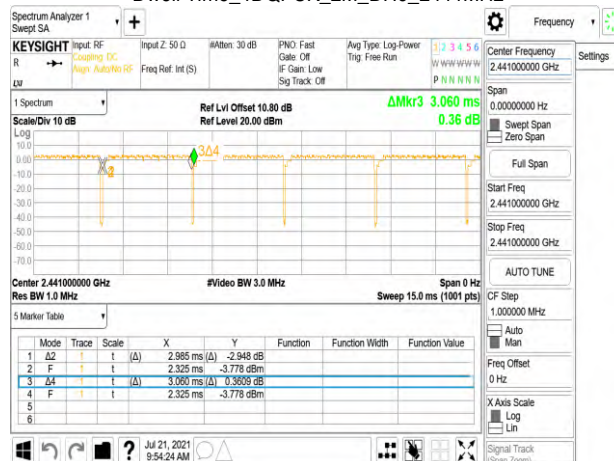 Spectrum Analyzer 1
Swept SA
Frequency
Settings
KEYSIGHT
R
Input: RF
Coupling: DC
Align: Auto/No RF
Input Z: 50 Ω
Freq Ref: Int (S)
#Atten: 30 dB
PNO: Fast
Gate: Off
IF Gain: Low
Sig Track: Off
Avg Type: Log-Power
Trig: Free Run
1 2 3 4 5 6
W W W W W W
P N N N N N
1 Spectrum
Scale/Div 10 dB
Ref Lvl Offset 10.80 dB
Ref Level 20.00 dBm
ΔMkr3 3.060 ms
0.36 dB
Log
10.0
0.00
-10.0
-20.0
-30.0
-40.0
-50.0
-60.0
-70.0
3Δ4
Center 2.441000000 GHz
Res BW 1.0 MHz
#Video BW 3.0 MHz
Span 0 Hz
Sweep 15.0 ms (1001 pts)
5 Marker Table
Mode Trace Scale X Y Function Function Width Function Value
1 Δ2 1 t (Δ) 2.985 ms (Δ) -2.948 dB
2 F 1 t 2.325 ms -3.778 dBm
3 Δ4 1 t (Δ) 3.060 ms (Δ) 0.3609 dB
4 F 1 t 2.325 ms -3.778 dBm
5
6
Jul 21, 2021
9:54:24 AM
Center Frequency
2.441000000 GHz
Span
0.00000000 Hz
Swept Span
Zero Span
Full Span
Start Freq
2.441000000 GHz
Stop Freq
2.441000000 GHz
AUTO TUNE
CF Step
1.000000 MHz
Auto
Man
Freq Offset
0 Hz
X Axis Scale
Log
Lin
Signal Track
(Span Zoom)